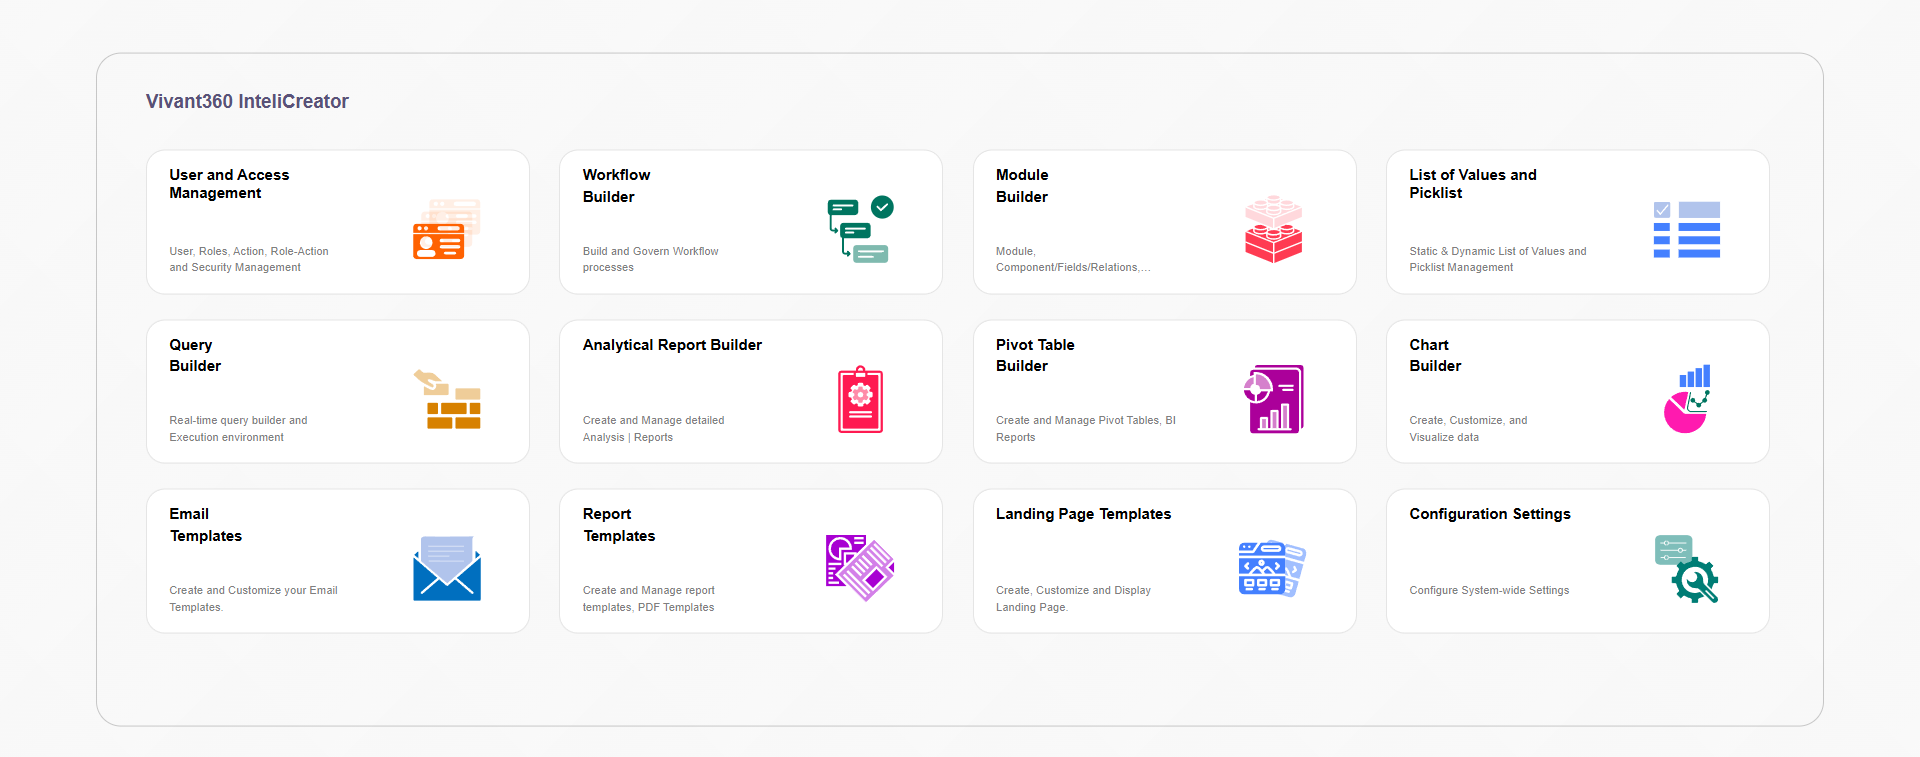 Vivant360 InteliCreator
User and Access
Management
User, Roles, Action, Role-Action
and Security Management
Workflow
Builder
Build and Govern Workflow
processes
Module
Builder
Module,
Component/Fields/Relations,...
List of Values and
Picklist
Static & Dynamic List of Values and
Picklist Management
Query
Builder
Real-time query builder and
Execution environment
Analytical Report Builder
Create and Manage detailed
Analysis | Reports
Pivot Table
Builder
Create and Manage Pivot Tables, BI
Reports
Chart
Builder
Create, Customize, and
Visualize data
Email
Templates
Create and Customize your Email
Templates.
Report
Templates
Create and Manage report
templates, PDF Templates
Landing Page Templates
Create, Customize and Display
Landing Page.
Configuration Settings
Configure System-wide Settings